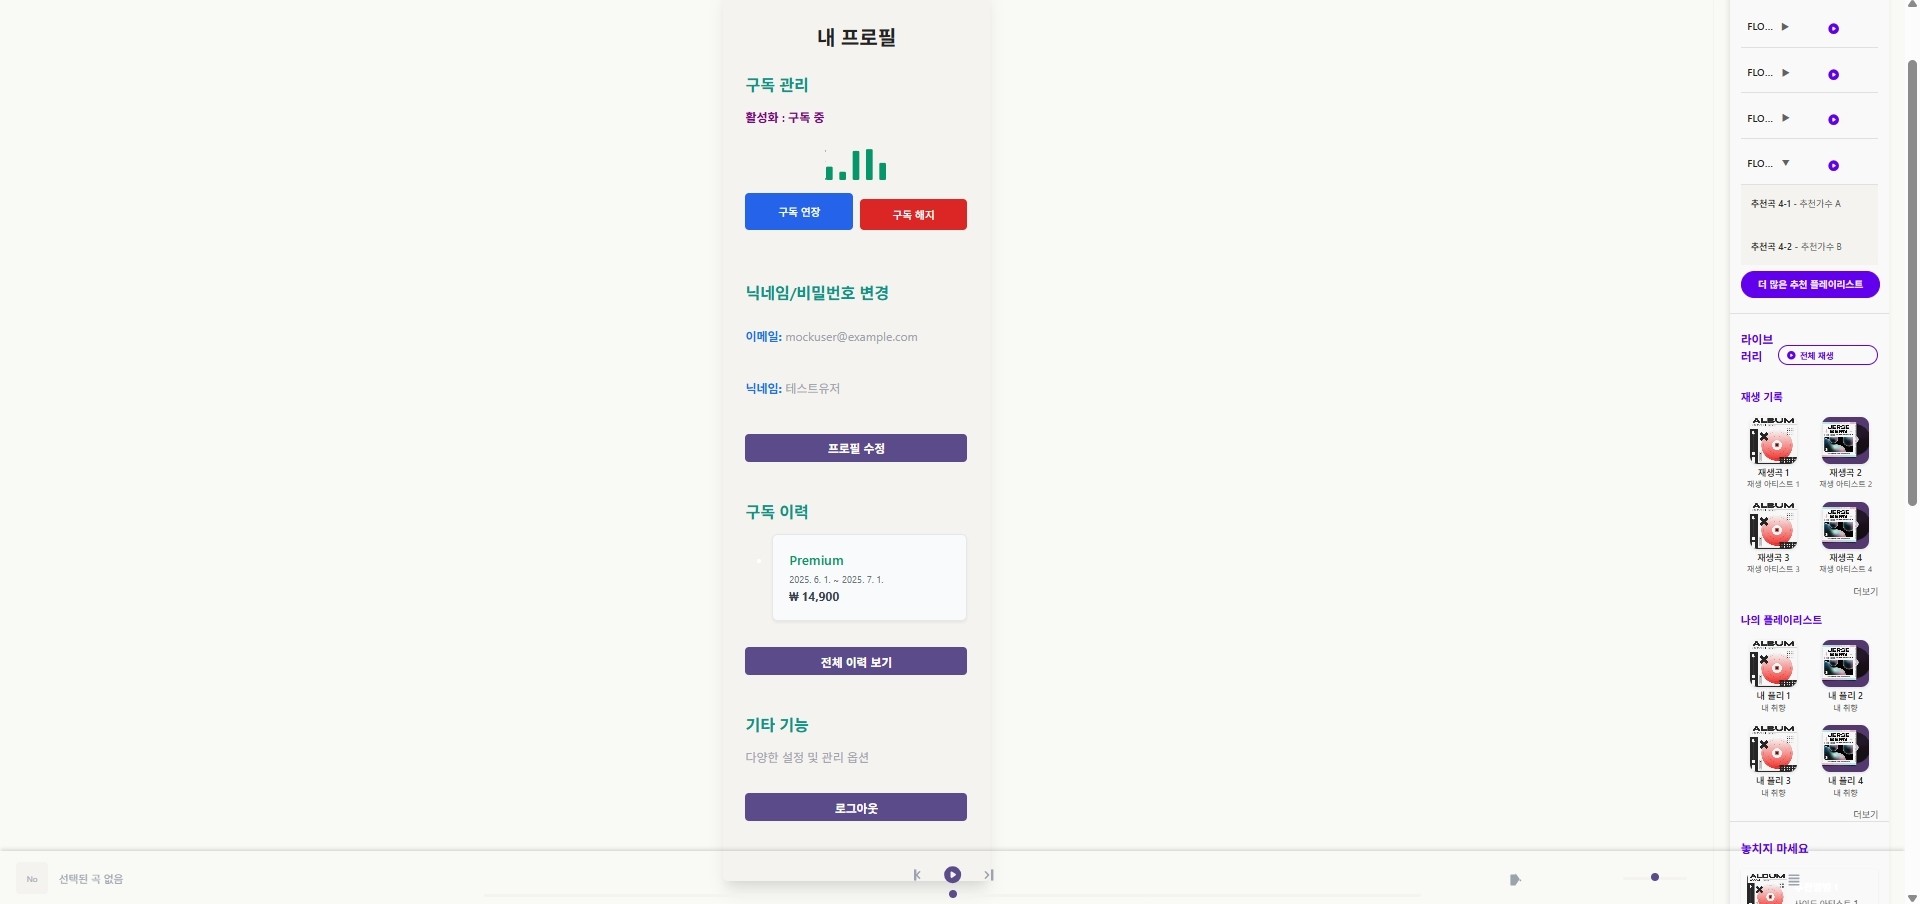 내 프로필
구독 관리
활성화 : 구독 중
구독 연장
구독 해지
닉네임/비밀번호 변경
이메일: mockuser@example.com
닉네임: 테스트유저
프로필 수정
구독 이력
Premium
2025. 6. 1. ~ 2025. 7. 1.
₩ 14,900
전체 이력 보기
기타 기능
다양한 설정 및 관리 옵션
로그아웃
No
선택된 곡 없음
FLO...
FLO...
FLO...
FLO...
추천곡 4-1 - 추천가수 A
추천곡 4-2 - 추천가수 B
더 많은 추천 플레이리스트
라이브
러리
전체 재생
재생 기록
ALBUM
재생곡 1
재생 아티스트 1
재생곡 2
재생 아티스트 2
ALBUM
재생곡 3
재생 아티스트 3
재생곡 4
재생 아티스트 4
더보기
나의 플레이리스트
ALBUM
내 플리 1
내 취향
내 플리 2
내 취향
ALBUM
내 플리 3
내 취향
내 플리 4
내 취향
더보기
놓치지 마세요
사이드 아티스트 1